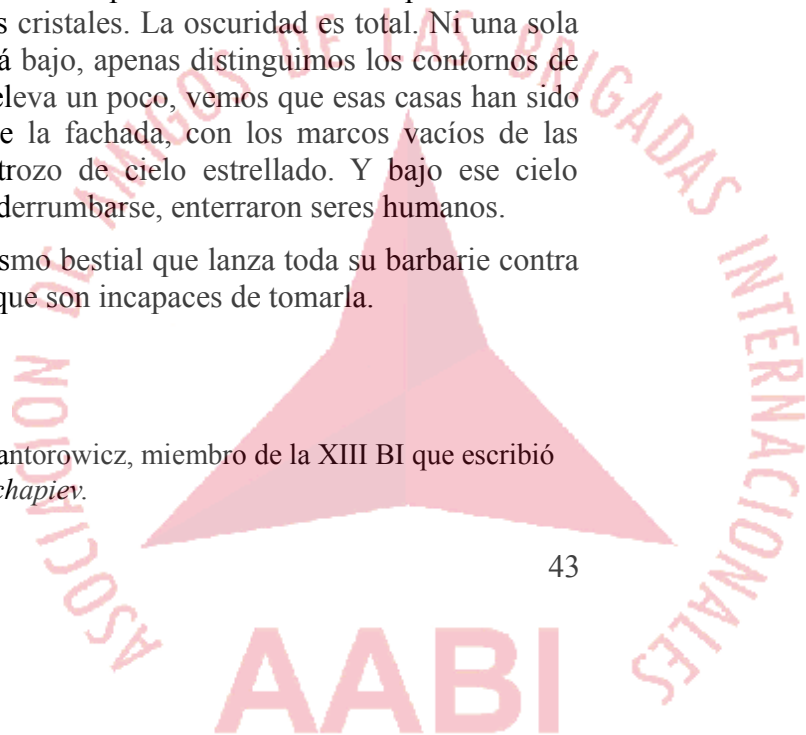 s cristales. La oscuridad es total. Ni una sola
á bajo, apenas distinguimos los contornos de
eleva un poco, vemos que esas casas han sido
e la fachada, con los marcos vacíos de las
trozo de cielo estrellado. Y bajo ese cielo
derrumbarse, enterraron seres humanos.
smo bestial que lanza toda su barbarie contra
que son incapaces de tomarla.
antorowicz, miembro de la XIII BI que escribió
chapiev.
43
ASOCIACION DE AMIGOS DE LAS BRIGADAS INTERNACIONALES
AABI